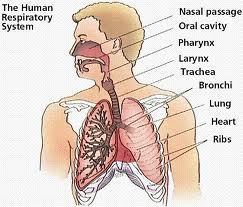 The Human
Respiratory
System
Nasal passage
Oral cavity
Pharynx
Larynx
Trachea
Bronchi
Lung
Heart
Ribs